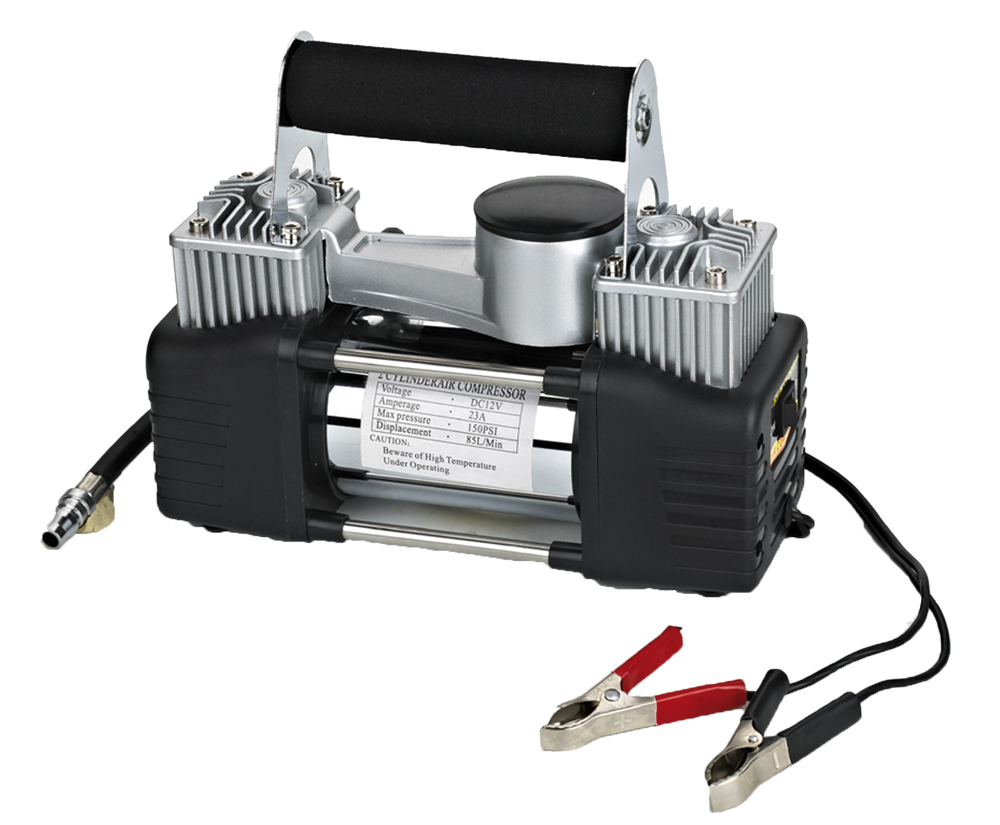 2 CYLINDERAIR COMPRESSOR
Voltage · DC12V
Amperage · 23A
Max pressure · 150PSI
Displacement · 85L/Min
CAUTION:
Beware of High Temperature
Under Operating